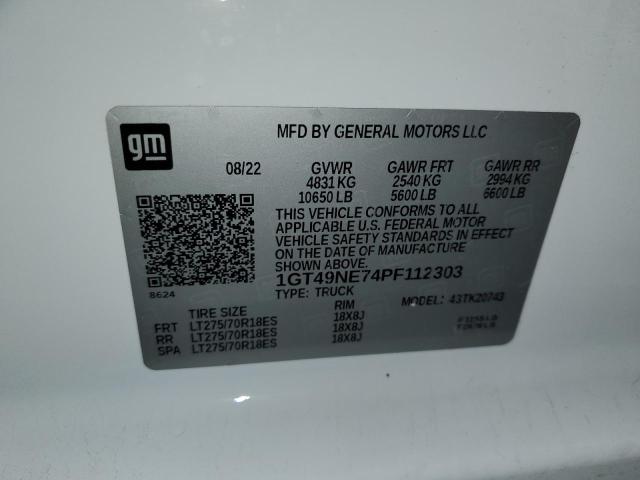 gm
MFD BY GENERAL MOTORS LLC
08/22 GVWR GAWR FRT GAWR RR
4831 KG 2540 KG 2994 KG
10650 LB 5600 LB 6600 LB
THIS VEHICLE CONFORMS TO ALL
APPLICABLE U.S. FEDERAL MOTOR
VEHICLE SAFETY STANDARDS IN EFFECT
ON THE DATE OF MANUFACTURE
SHOWN ABOVE.
1GT49NE74PF112303
8624
TYPE: TRUCK MODEL: 43TK20743
TIRE SIZE RIM
FRT LT275/70R18ES 18X8J
RR LT275/70R18ES 18X8J
SPA LT275/70R18ES 18X8J